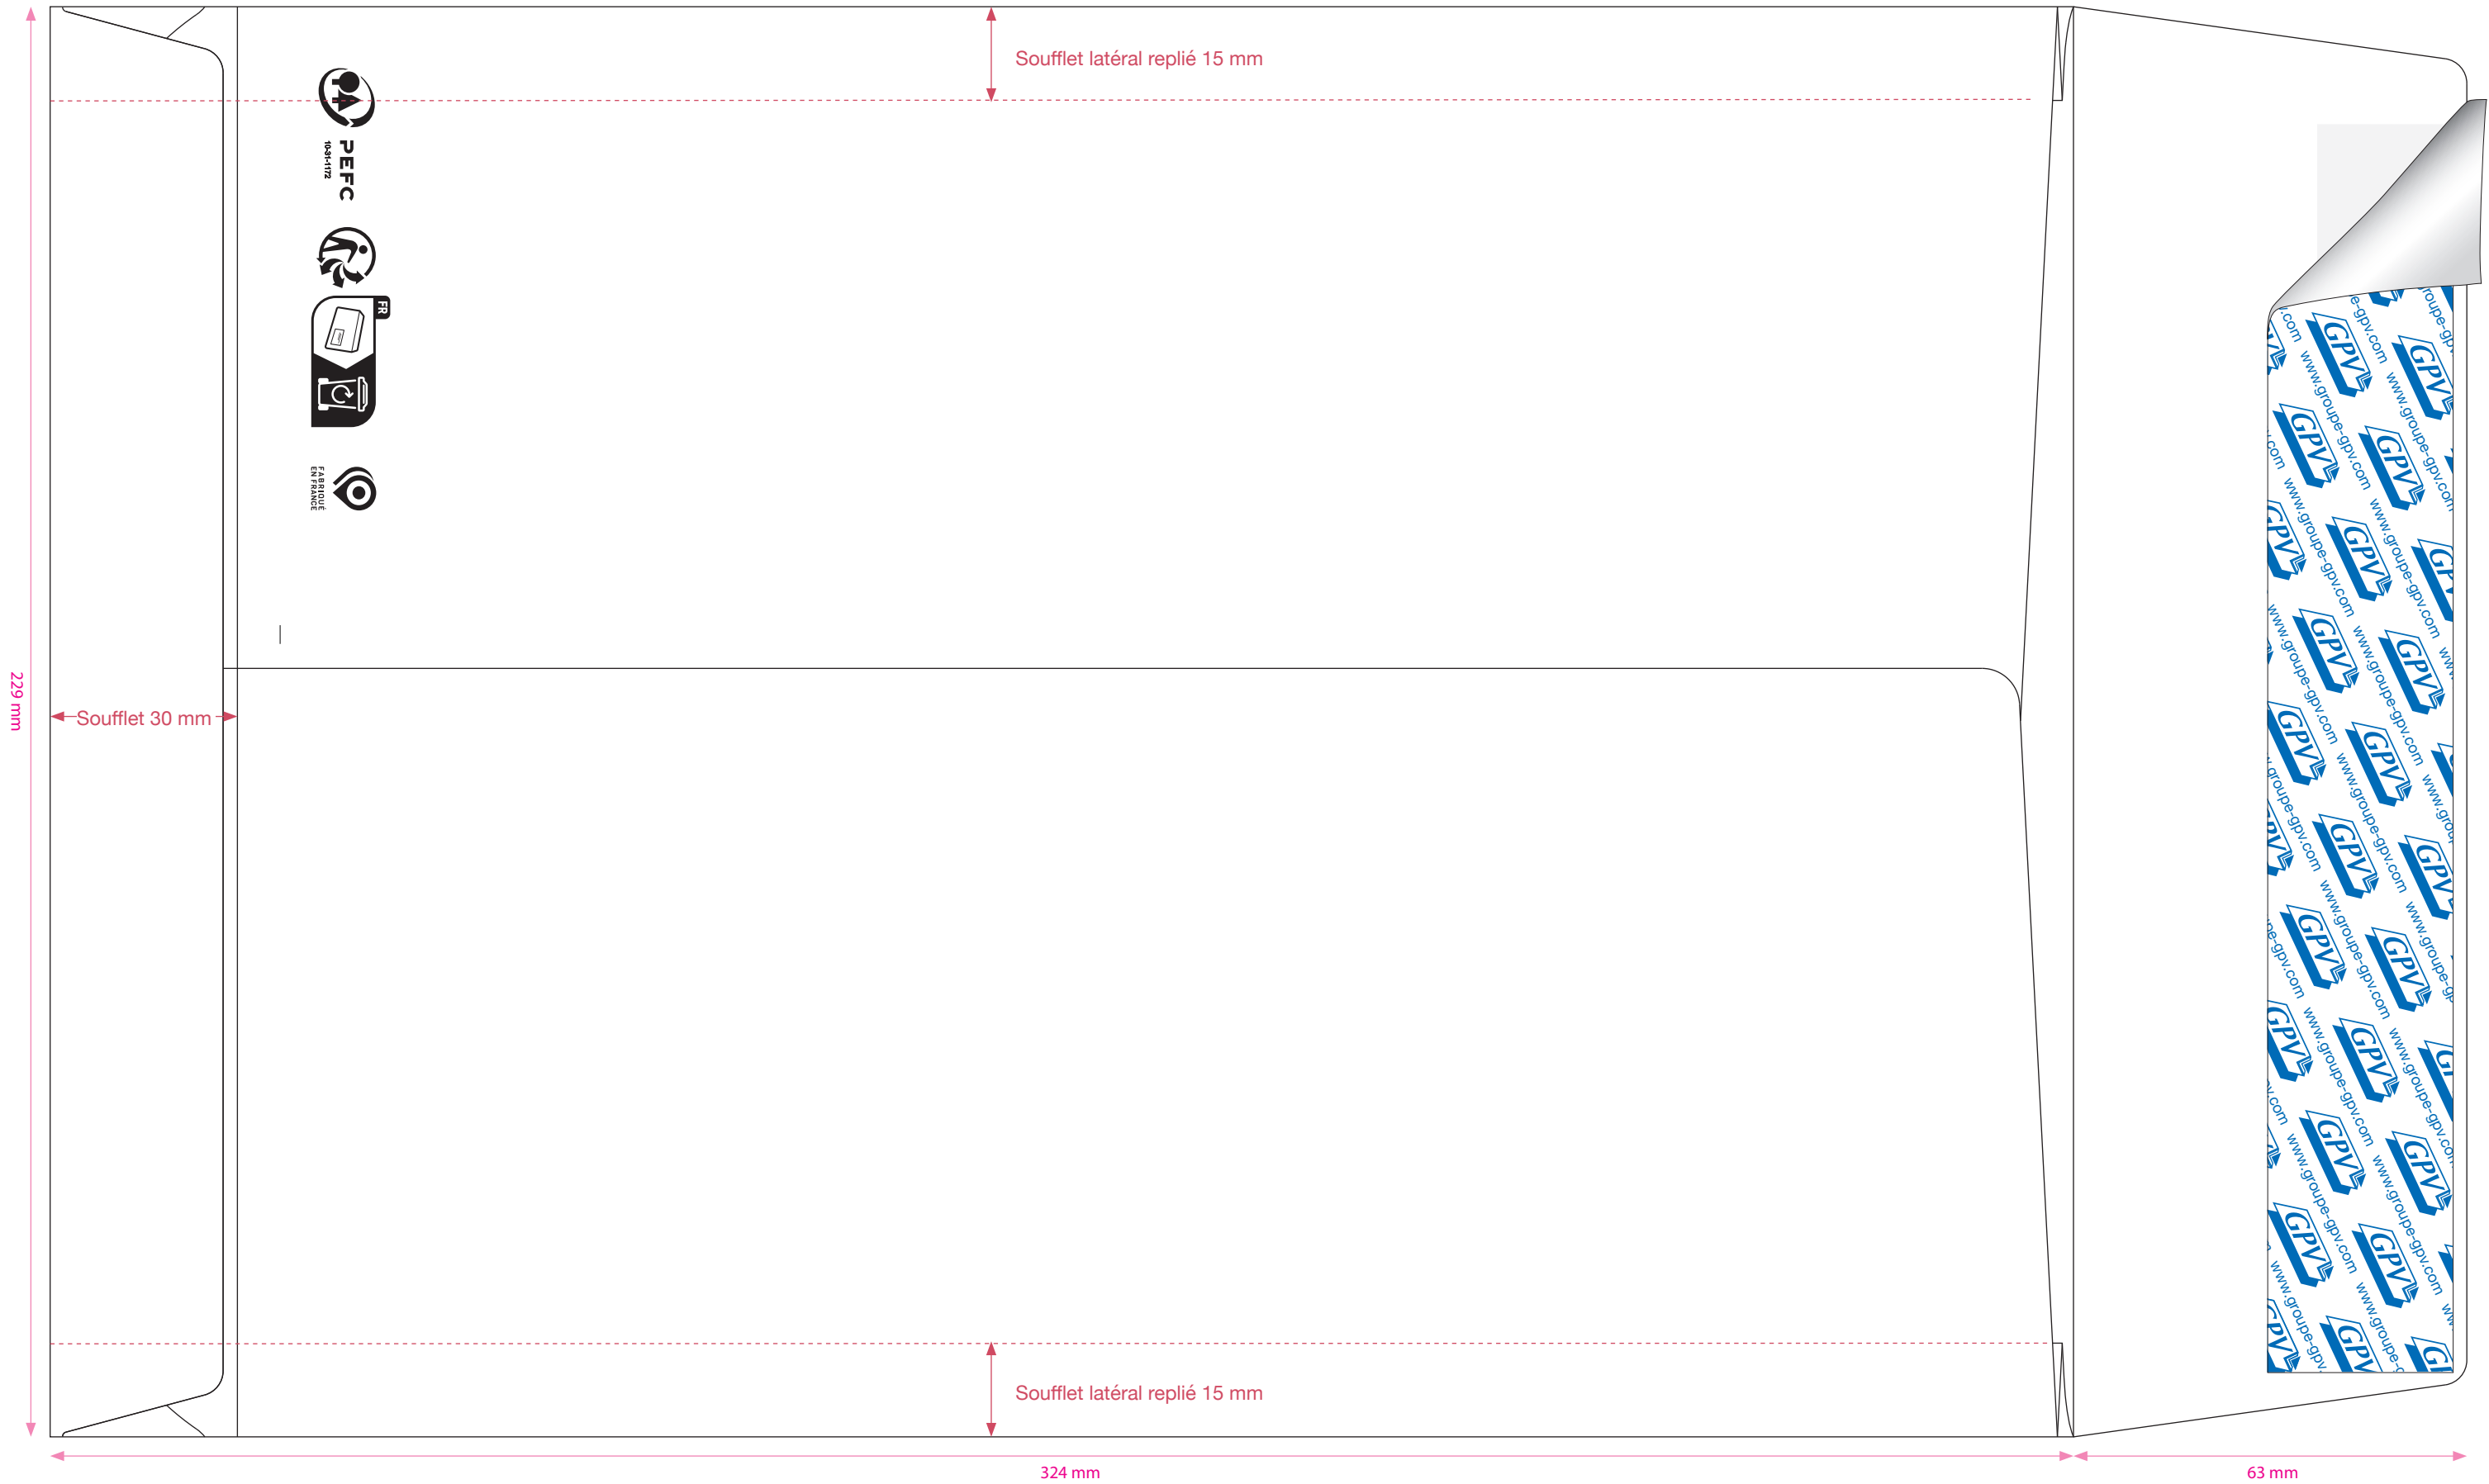 Soufflet latéral replié 15 mm
PEFC
10-31-1172
FR
FABRIQUÉ
EN FRANCE
229 mm
Soufflet 30 mm
Soufflet latéral replié 15 mm
324 mm
63 mm
GPV
www.groupe-gpv.com